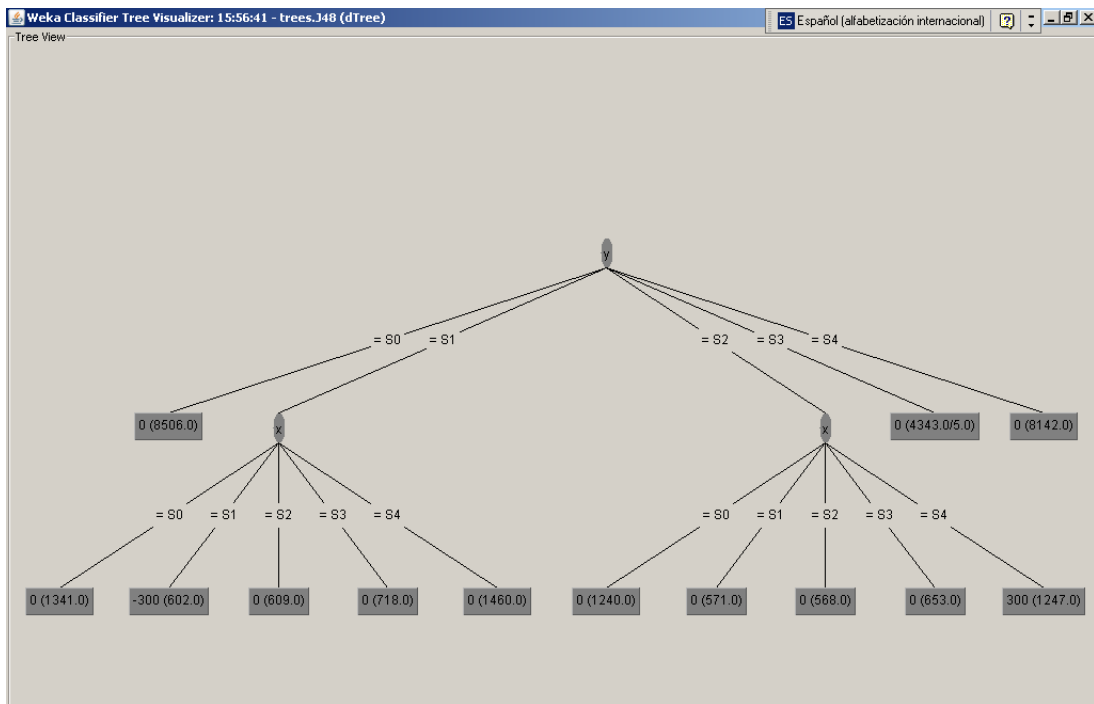 Weka Classifier Tree Visualizer: 15:56:41 - trees.J48 (dTree)
ES Español (alfabetización internacional)
Tree View
y
= S0 = S1 = S2 = S3 = S4
0 (8506.0) x x 0 (4343.0/5.0) 0 (8142.0)
= S0 = S1 = S2 = S3 = S4 = S0 = S1 = S2 = S3 = S4
0 (1341.0) -300 (602.0) 0 (609.0) 0 (718.0) 0 (1460.0) 0 (1240.0) 0 (571.0) 0 (568.0) 0 (653.0) 300 (1247.0)